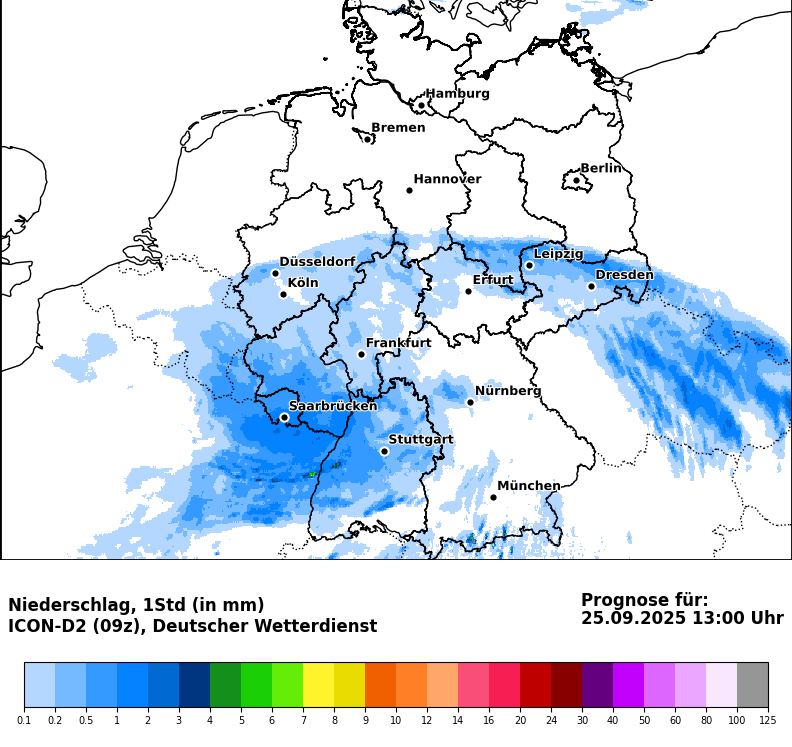 Hamburg
Bremen
Berlin
Hannover
Leipzig
Düsseldorf
Dresden
Köln
Erfurt
Frankfurt
Nürnberg
Saarbrücken
Stuttgart
München
Niederschlag, 1Std (in mm)
ICON-D2 (09z), Deutscher Wetterdienst
Prognose für:
25.09.2025 13:00 Uhr
0.1 0.2 0.5 1 2 3 4 5 6 7 8 9 10 12 14 16 20 24 30 40 50 60 80 100 125